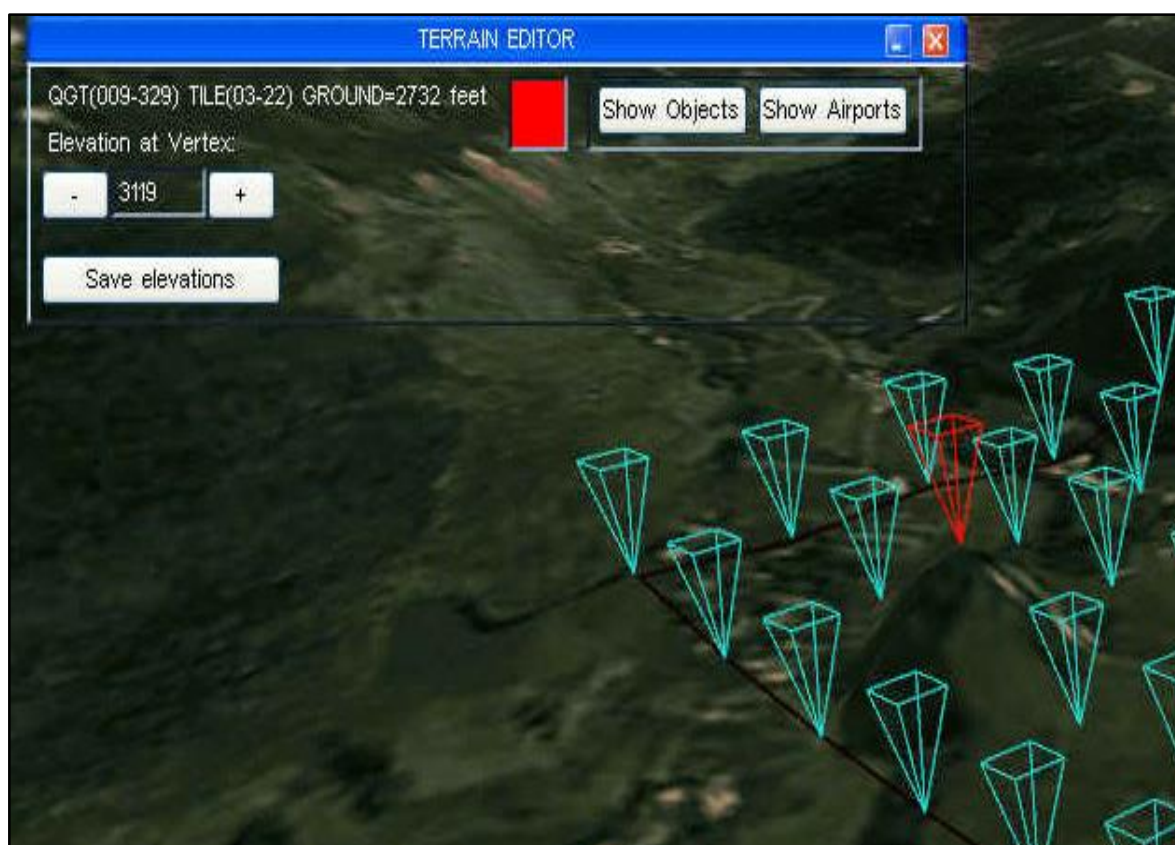 TERRAIN EDITOR
QGT(009-329) TILE(03-22) GROUND=2732 feet
Show Objects Show Airports
Elevation at Vertex:
- 3119 +
Save elevations